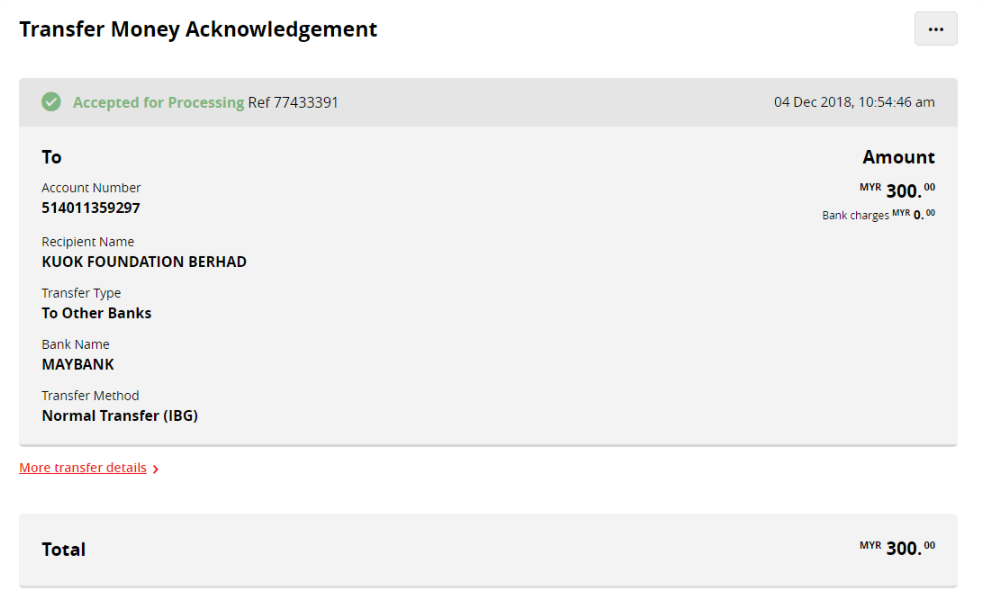 Transfer Money Acknowledgement
...
Accepted for Processing Ref 77433391
04 Dec 2018, 10:54:46 am
To
Amount
Account Number
MYR 300.00
514011359297
Bank charges MYR 0.00
Recipient Name
KUOK FOUNDATION BERHAD
Transfer Type
To Other Banks
Bank Name
MAYBANK
Transfer Method
Normal Transfer (IBG)
More transfer details >
Total
MYR 300.00